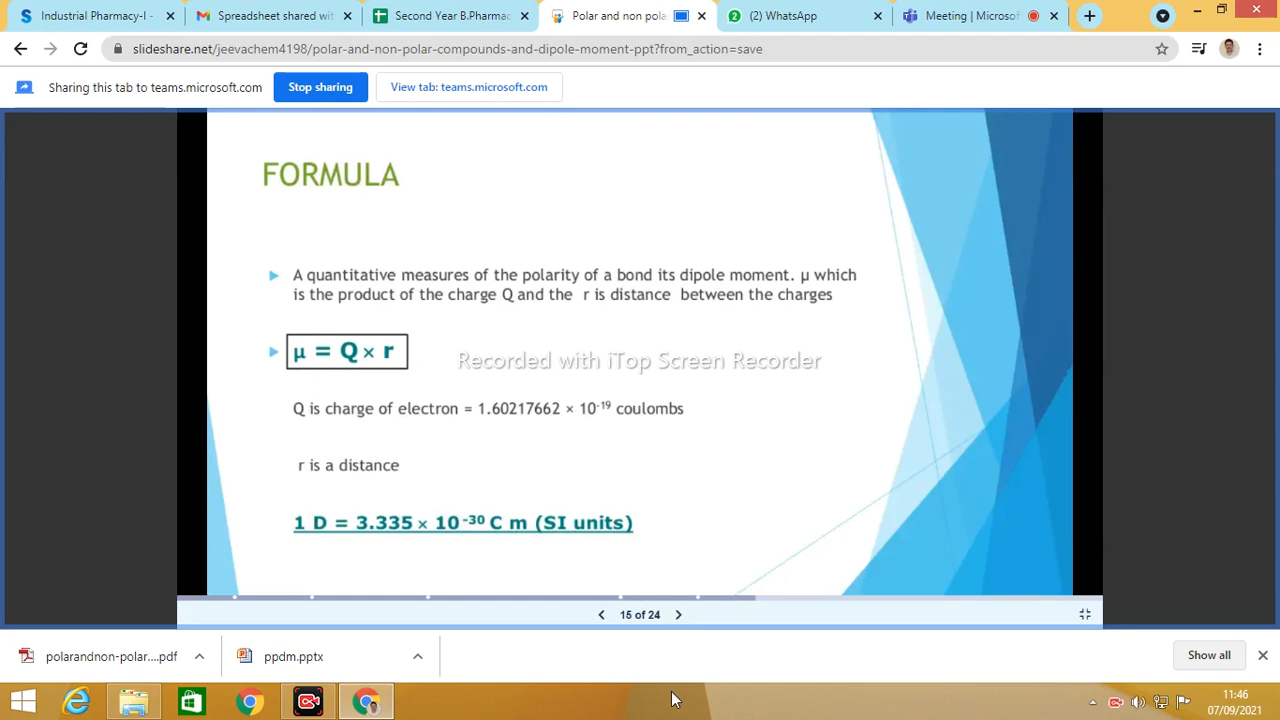 Industrial Pharmacy-I -
Spreadsheet shared wit
Second Year B.Pharmac
Polar and non pola
(2) WhatsApp
Meeting | Microsof
slideshare.net/jeevachem4198/polar-and-non-polar-compounds-and-dipole-moment-ppt?from_action=save
Sharing this tab to teams.microsoft.com
Stop sharing
View tab: teams.microsoft.com
FORMULA
A quantitative measures of the polarity of a bond its dipole moment. μ which
is the product of the charge Q and the r is distance between the charges
μ = Q × r
Recorded with iTop Screen Recorder
Q is charge of electron = 1.60217662 × 10⁻¹⁹ coulombs
r is a distance
1 D = 3.335 × 10⁻³⁰ C m (SI units)
15 of 24
polarandnon-polar....pdf
ppdm.pptx
Show all
11:46
07/09/2021